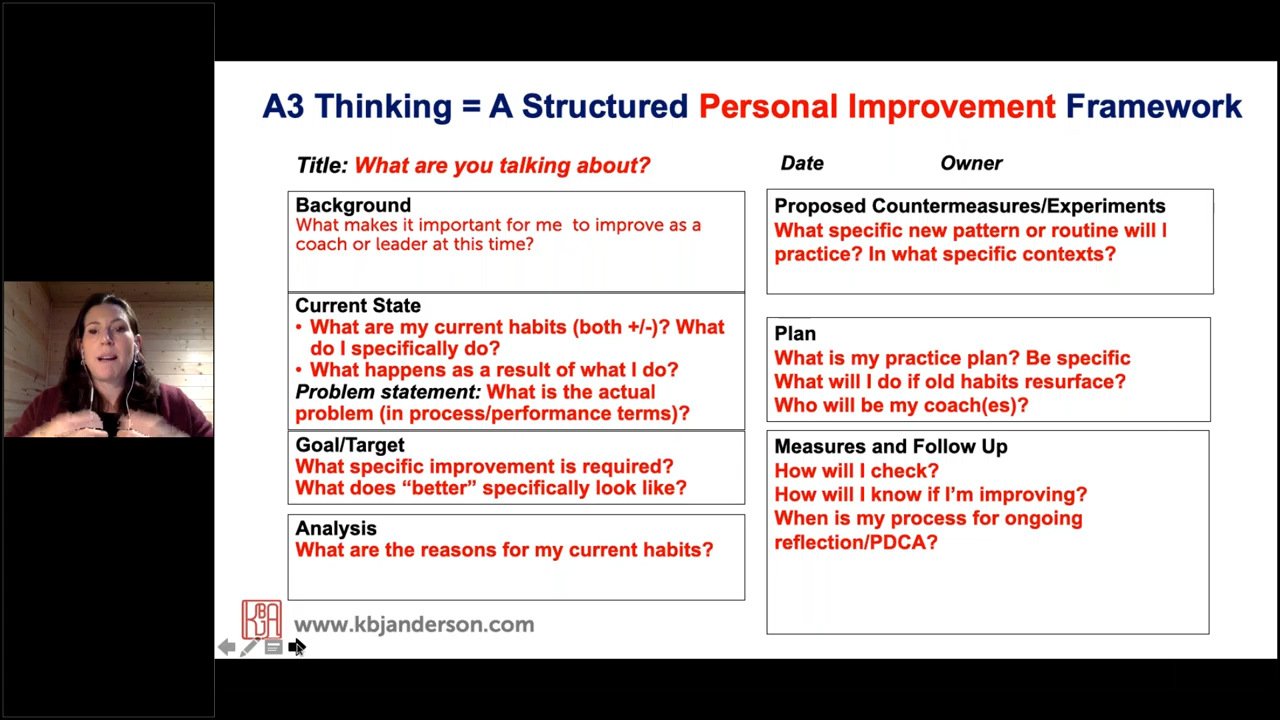 A3 Thinking = A Structured Personal Improvement Framework
Title: What are you talking about?
Date
Owner
Background
What makes it important for me to improve as a
coach or leader at this time?
Current State
• What are my current habits (both +/-)? What
do I specifically do?
• What happens as a result of what I do?
Problem statement: What is the actual
problem (in process/performance terms)?
Goal/Target
What specific improvement is required?
What does “better” specifically look like?
Analysis
What are the reasons for my current habits?
Proposed Countermeasures/Experiments
What specific new pattern or routine will I
practice? In what specific contexts?
Plan
What is my practice plan? Be specific
What will I do if old habits resurface?
Who will be my coach(es)?
Measures and Follow Up
How will I check?
How will I know if I’m improving?
When is my process for ongoing
reflection/PDCA?
KBJA
www.kbjanderson.com